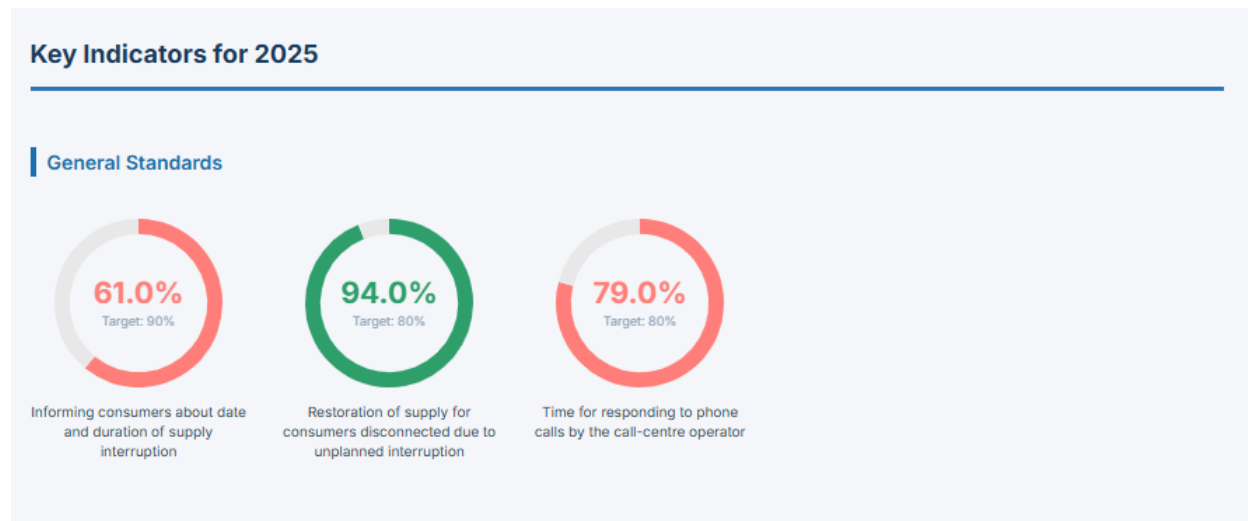 Key Indicators for 2025
General Standards
61.0%
Target: 90%
Informing consumers about date
and duration of supply
interruption
94.0%
Target: 80%
Restoration of supply for
consumers disconnected due to
unplanned interruption
79.0%
Target: 80%
Time for responding to phone
calls by the call-centre operator